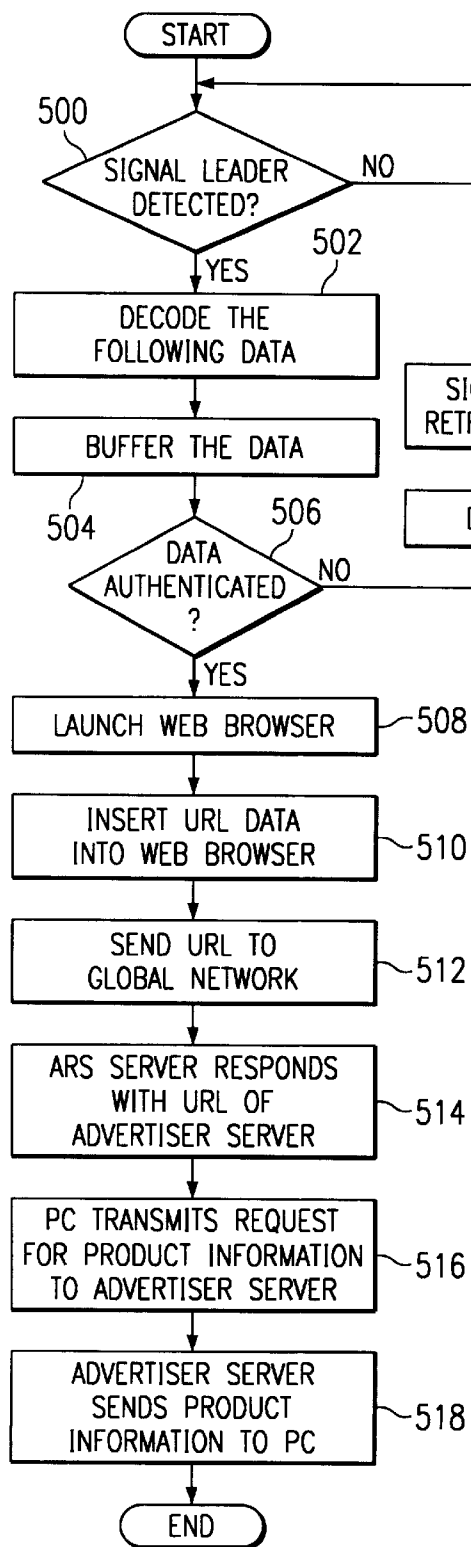 START
500
SIGNAL LEADER
DETECTED?
NO
YES
502
DECODE THE
FOLLOWING DATA
BUFFER THE DATA
504
506
DATA
AUTHENTICATED
?
NO
YES
LAUNCH WEB BROWSER
508
INSERT URL DATA
INTO WEB BROWSER
510
SEND URL TO
GLOBAL NETWORK
512
ARS SERVER RESPONDS
WITH URL OF
ADVERTISER SERVER
514
PC TRANSMITS REQUEST
FOR PRODUCT INFORMATION
TO ADVERTISER SERVER
516
ADVERTISER SERVER
SENDS PRODUCT
INFORMATION TO PC
518
END